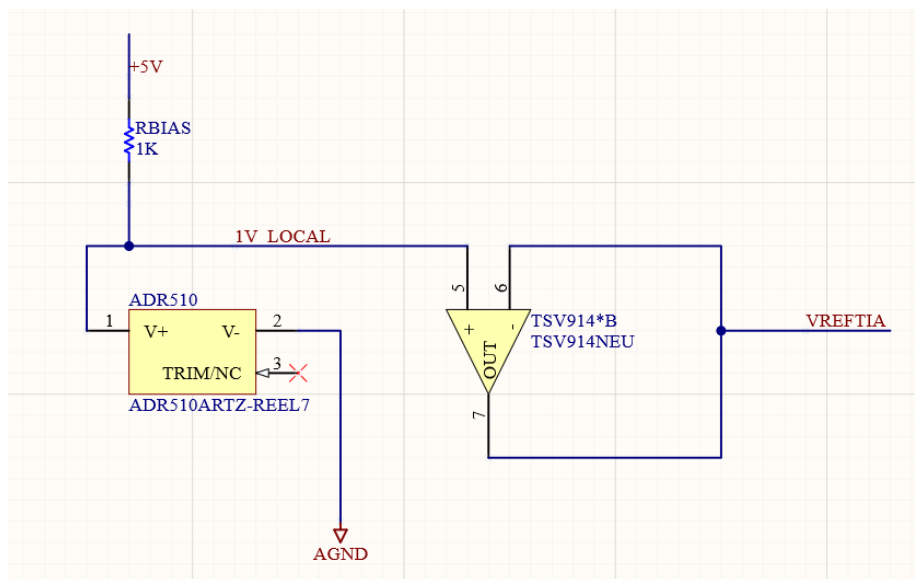 +5V
RBIAS
1K
1V_LOCAL
ADR510
1
V+
V-
2
TRIM/NC
3
ADR510ARTZ-REEL7
AGND
5
6
+
-
OUT
7
TSV914*B
TSV914NEU
VREFTIA